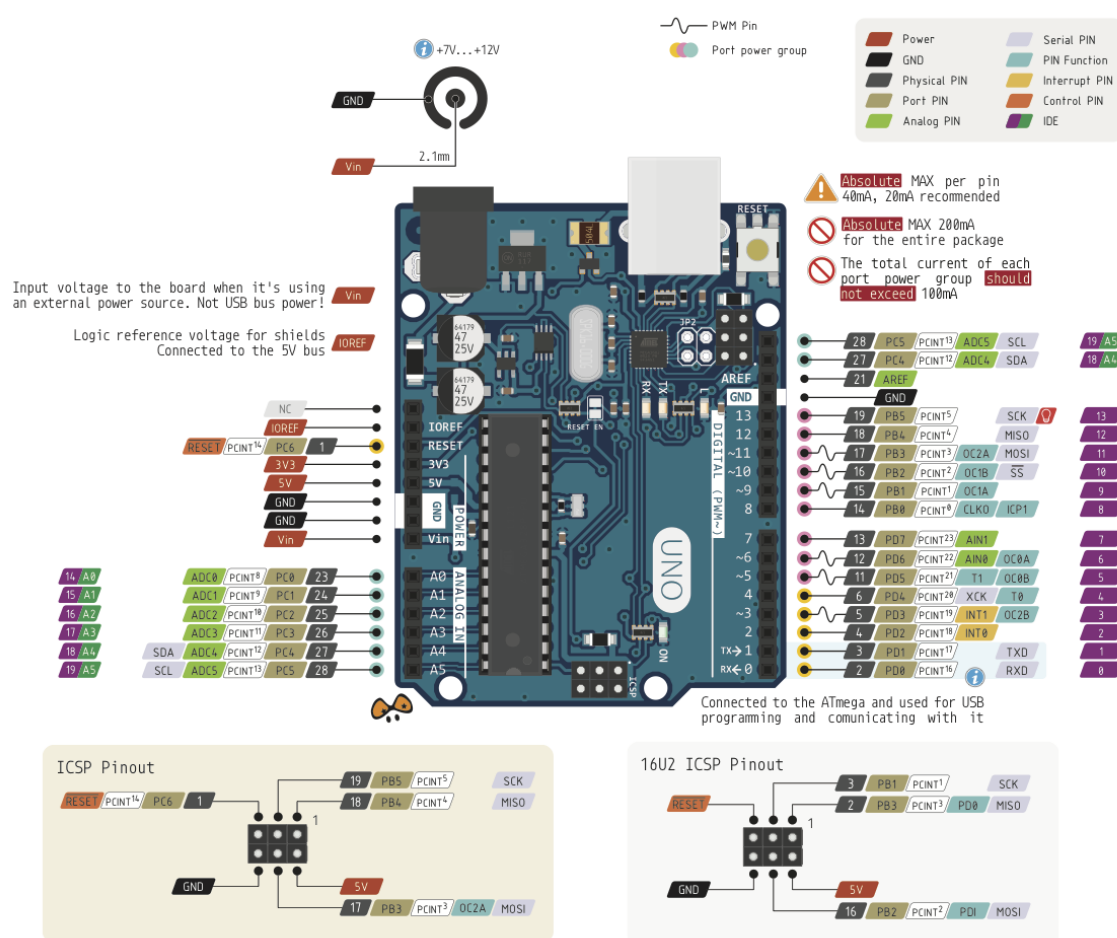 PWM Pin
Port power group
Power
GND
Physical PIN
Port PIN
Analog PIN
Serial PIN
PIN Function
Interrupt PIN
Control PIN
IDE
+7V...+12V
GND
2.1mm
Vin
Absolute MAX per pin
40mA, 20mA recommended
Absolute MAX 200mA
for the entire package
The total current of each
port power group should
not exceed 100mA
Input voltage to the board when it's using
an external power source. Not USB bus power!
Vin
Logic reference voltage for shields
Connected to the 5V bus
IOREF
NC
IOREF
RESET PCINT14 PC6 1
3V3
5V
GND
GND
Vin
14 A0 ADC0 PCINT8 PC0 23
15 A1 ADC1 PCINT9 PC1 24
16 A2 ADC2 PCINT10 PC2 25
17 A3 ADC3 PCINT11 PC3 26
18 A4 SDA ADC4 PCINT12 PC4 27
19 A5 SCL ADC5 PCINT13 PC5 28
RESET
JP2
64179
47
25V
64179
47
25V
RX
TX
L
RESET EN
IOREF
RESET
3V3
5V
GND
Vin
POWER
A0
A1
A2
A3
A4
A5
ANALOG IN
UNO
ON
ICSP
AREF
GND
13
12
~11
~10
~9
8
7
~6
~5
4
~3
2
TX→1
RX←0
DIGITAL (PWM~)
28 PC5 PCINT13 ADC5 SCL 19 A5
27 PC4 PCINT12 ADC4 SDA 18 A4
21 AREF
GND
19 PB5 PCINT5 SCK 13
18 PB4 PCINT4 MISO 12
17 PB3 PCINT3 OC2A MOSI 11
16 PB2 PCINT2 OC1B SS 10
15 PB1 PCINT1 OC1A 9
14 PB0 PCINT0 CLKO ICP1 8
13 PD7 PCINT23 AIN1 7
12 PD6 PCINT22 AIN0 OC0A 6
11 PD5 PCINT21 T1 OC0B 5
6 PD4 PCINT20 XCK T0 4
5 PD3 PCINT19 INT1 OC2B 3
4 PD2 PCINT18 INT0 2
3 PD1 PCINT17 TXD 1
2 PD0 PCINT16 RXD 0
Connected to the ATmega and used for USB
programming and comunicating with it
ICSP Pinout
19 PB5 PCINT5 SCK
RESET PCINT14 PC6 1
18 PB4 PCINT4 MISO
1
GND
5V
17 PB3 PCINT3 OC2A MOSI
16U2 ICSP Pinout
3 PB1 PCINT1 SCK
RESET
2 PB3 PCINT3 PD0 MISO
1
GND
5V
16 PB2 PCINT2 PDI MOSI